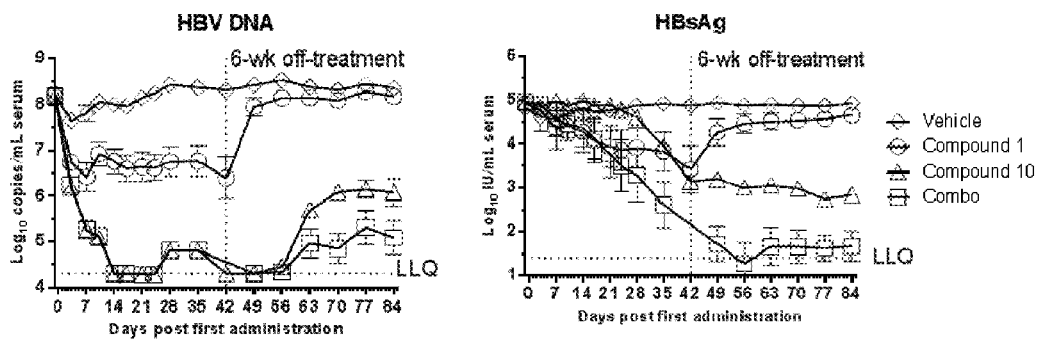 HBV DNA
6-wk off-treatment
Log10 copies/mL serum
9
8
7
6
5
4
LLQ
0 7 14 21 28 35 42 49 56 63 70 77 84
Days post first administration
HBsAg
6-wk off-treatment
Log10 IU/mL serum
6
5
4
3
2
1
LLQ
0 7 14 21 28 35 42 49 56 63 70 77 84
Days post first administration
Vehicle
Compound 1
Compound 10
Combo